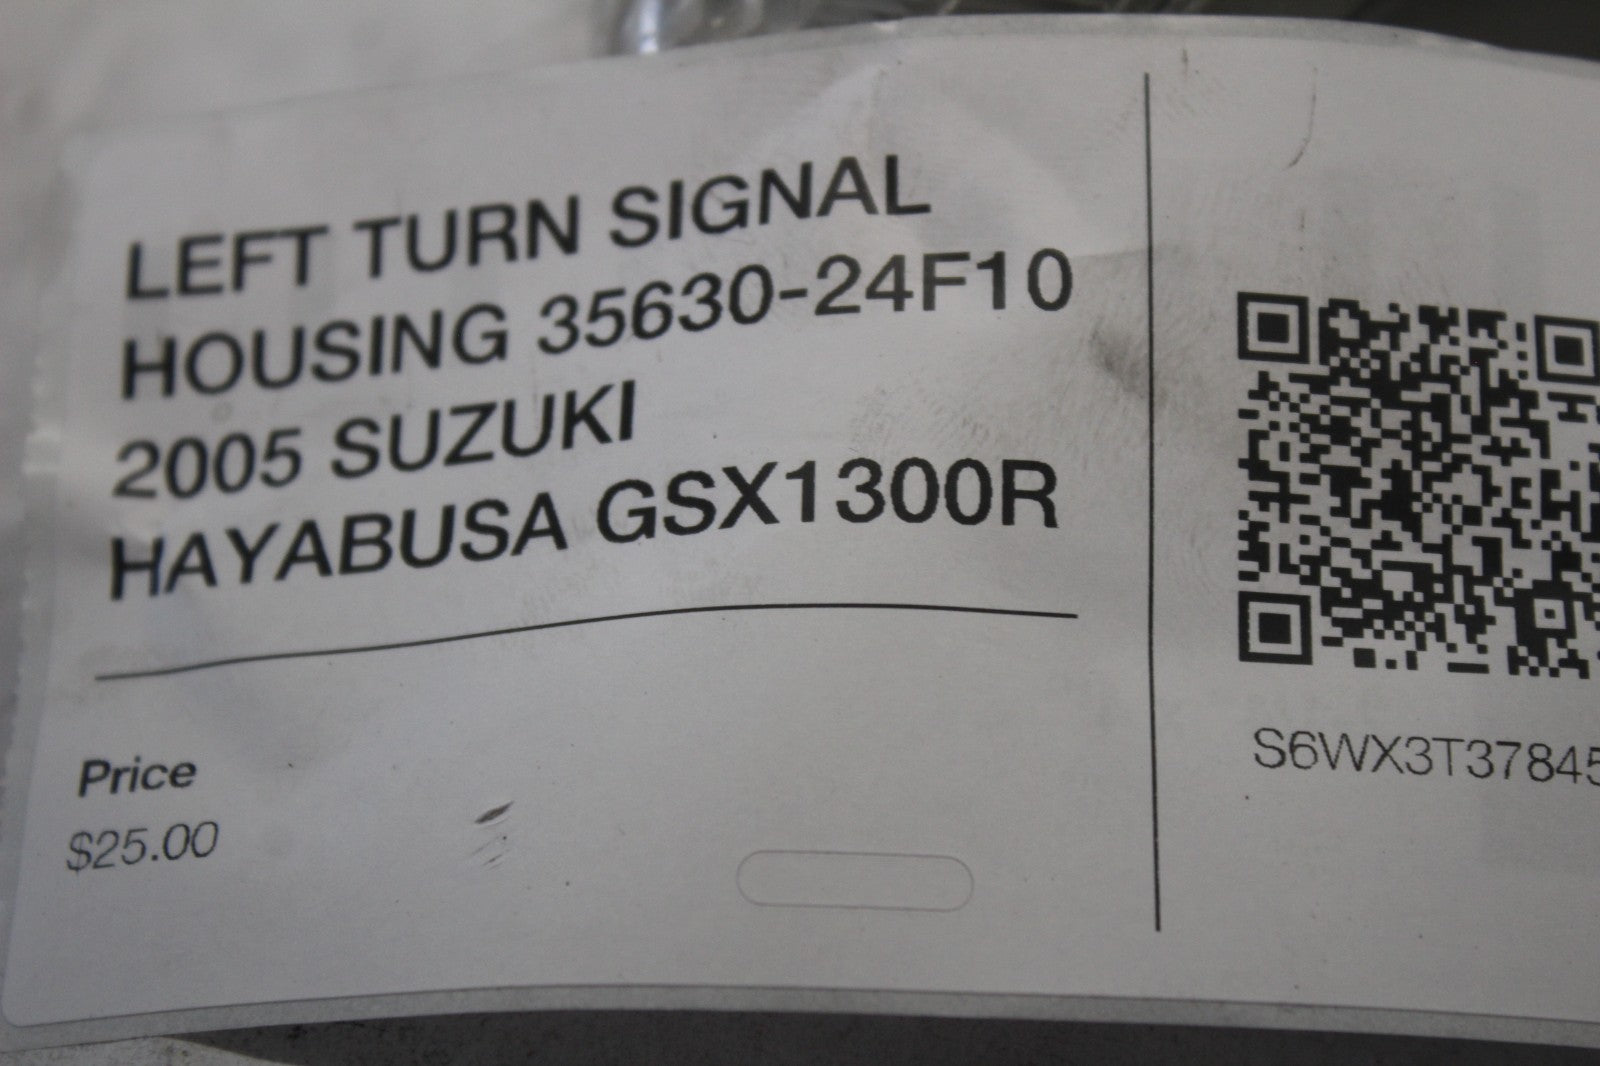 LEFT TURN SIGNAL
HOUSING 35630-24F10
2005 SUZUKI
HAYABUSA GSX1300R
Price
$25.00
S6WX3T37845